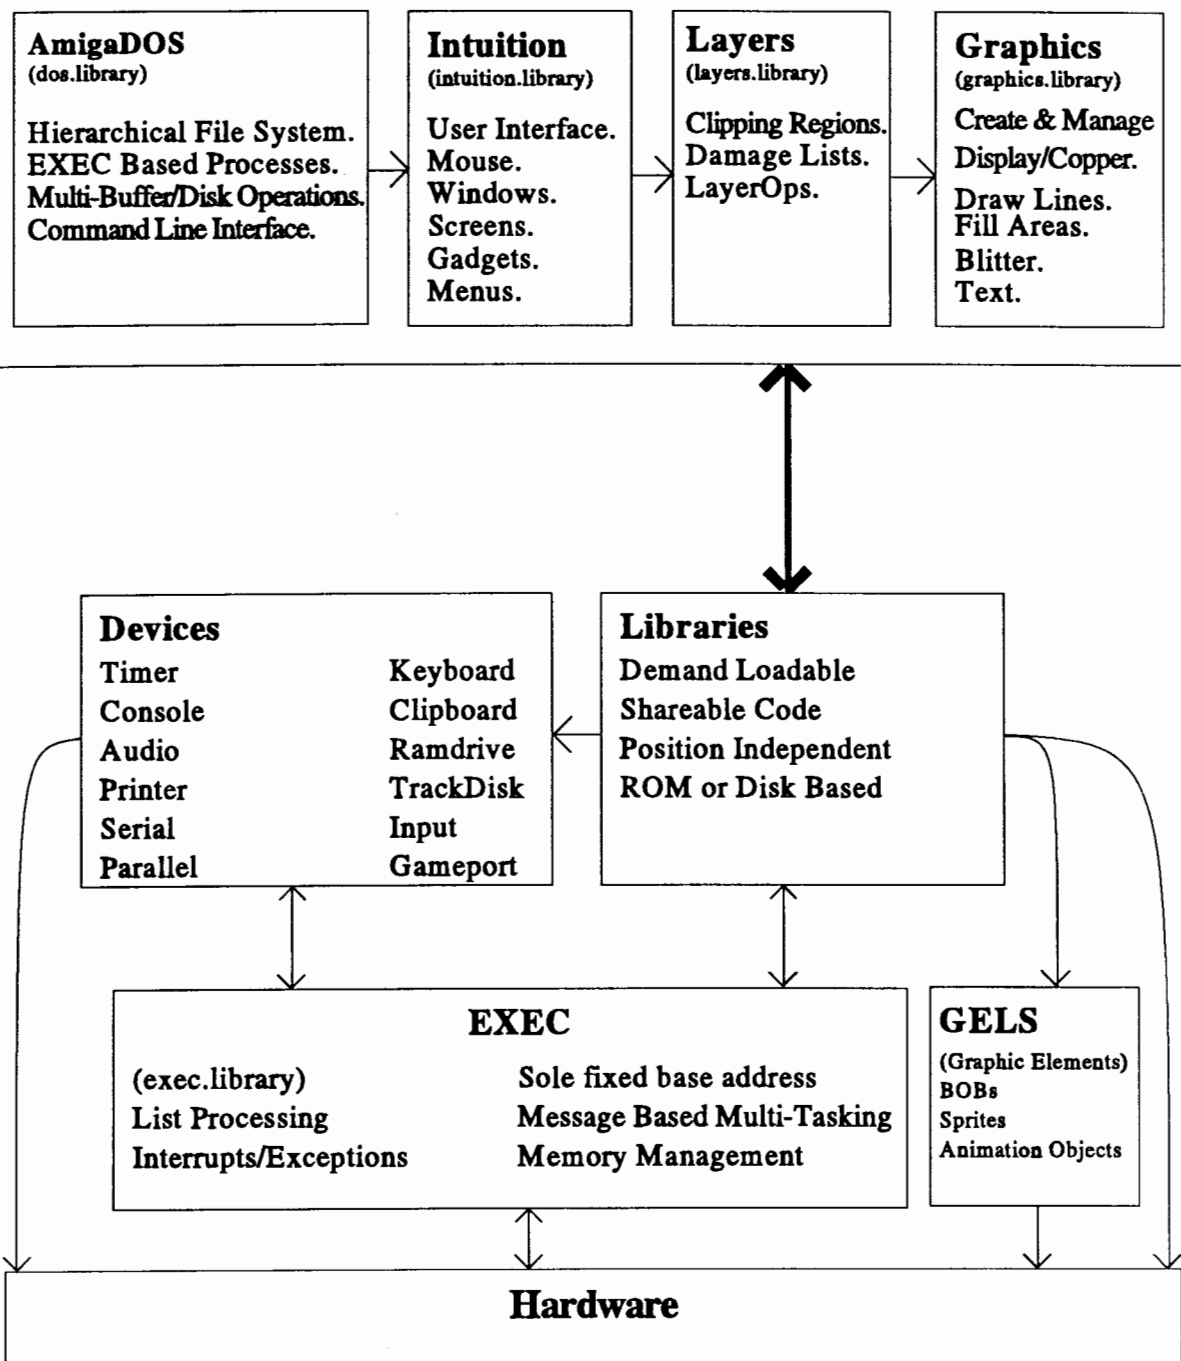 AmigaDOS
(dos.library)
Hierarchical File System.
EXEC Based Processes.
Multi-Buffer/Disk Operations.
Command Line Interface.
Intuition
(intuition.library)
User Interface.
Mouse.
Windows.
Screens.
Gadgets.
Menus.
Layers
(layers.library)
Clipping Regions.
Damage Lists.
LayerOps.
Graphics
(graphics.library)
Create & Manage
Display/Copper.
Draw Lines.
Fill Areas.
Blitter.
Text.
Devices
Timer
Console
Audio
Printer
Serial
Parallel
Keyboard
Clipboard
Ramdrive
TrackDisk
Input
Gameport
Libraries
Demand Loadable
Shareable Code
Position Independent
ROM or Disk Based
EXEC
(exec.library)
List Processing
Interrupts/Exceptions
Sole fixed base address
Message Based Multi-Tasking
Memory Management
GELS
(Graphic Elements)
BOBs
Sprites
Animation Objects
Hardware